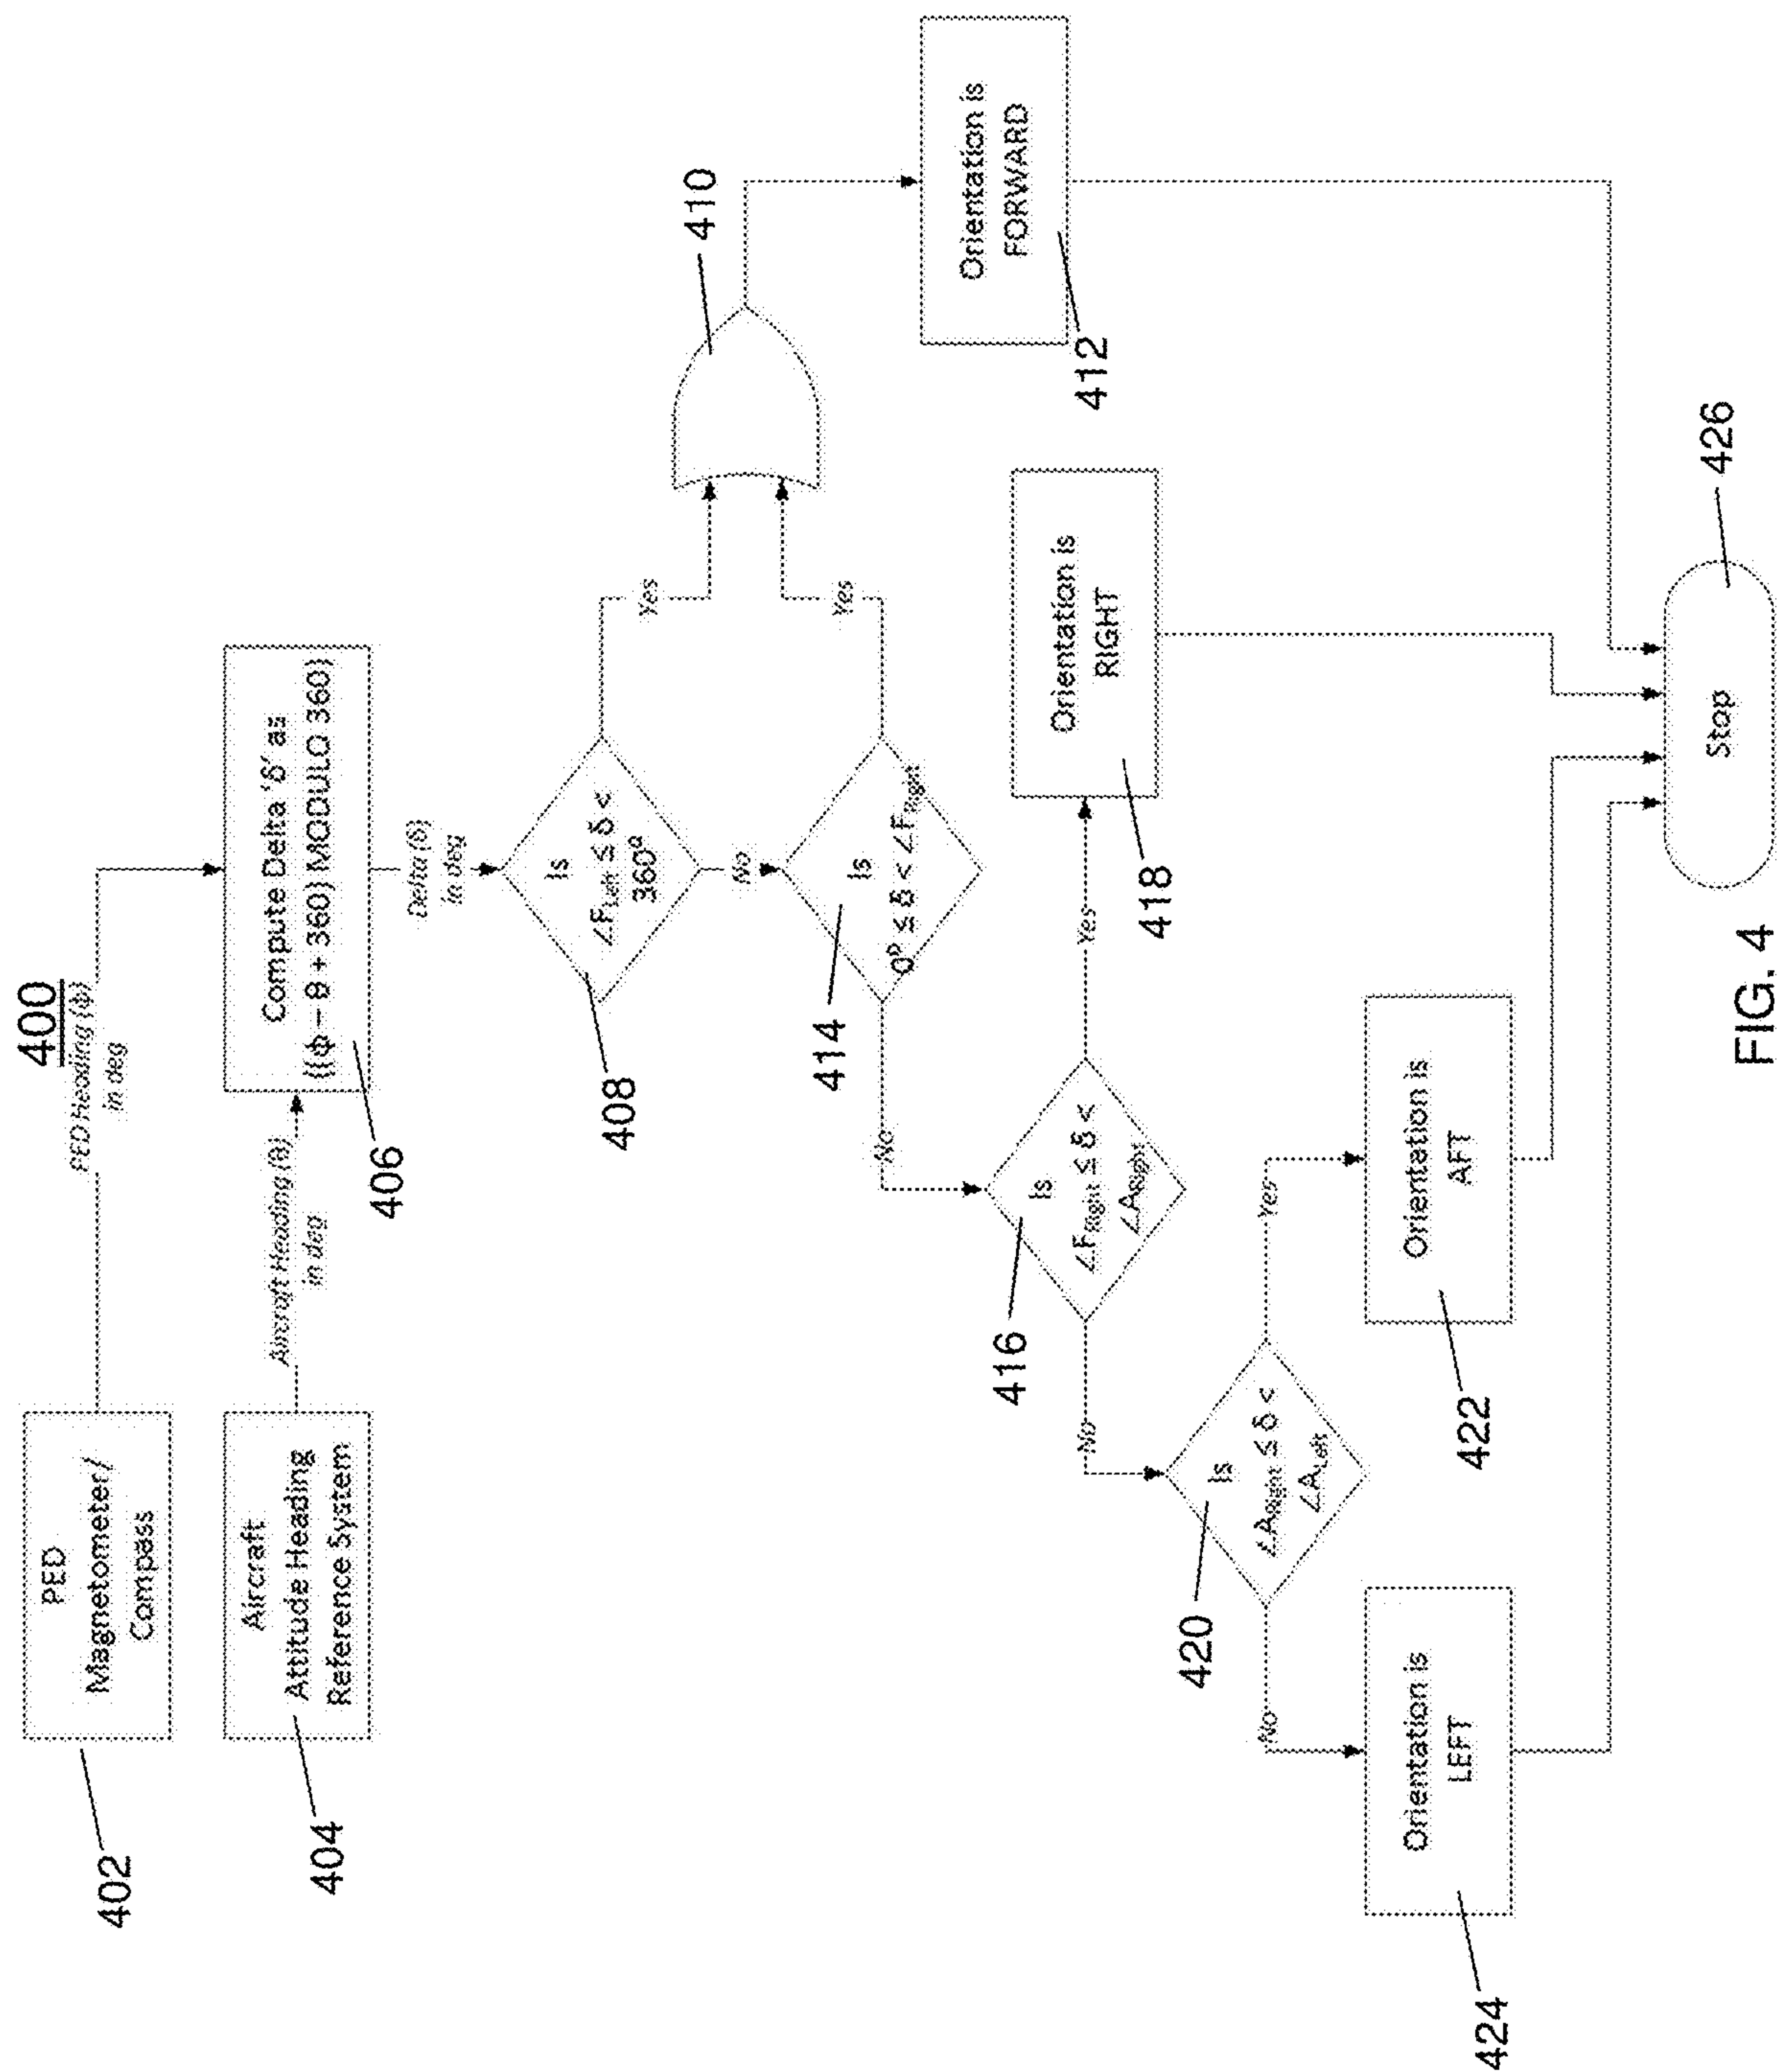 400
PED
Magnetometer/
Compass
402
PED Heading (ϕ)
in deg
Aircraft
Attitude Heading
Reference System
404
Aircraft Heading (θ)
in deg
Compute Delta 'δ' as
((ϕ – θ + 360) MODULO 360)
406
Delta (δ)
in deg
Is
∠F_Left ≤ δ <
360°
408
Yes
No
410
Is
0° ≤ δ < ∠F_Right
414
Yes
No
Orientation is
FORWARD
412
Is
∠F_Right ≤ δ <
∠A_Right
416
Yes
No
Orientation is
RIGHT
418
Is
∠A_Right ≤ δ <
∠A_Left
420
Yes
No
Orientation is
AFT
422
Orientation is
LEFT
424
Stop
426
FIG. 4